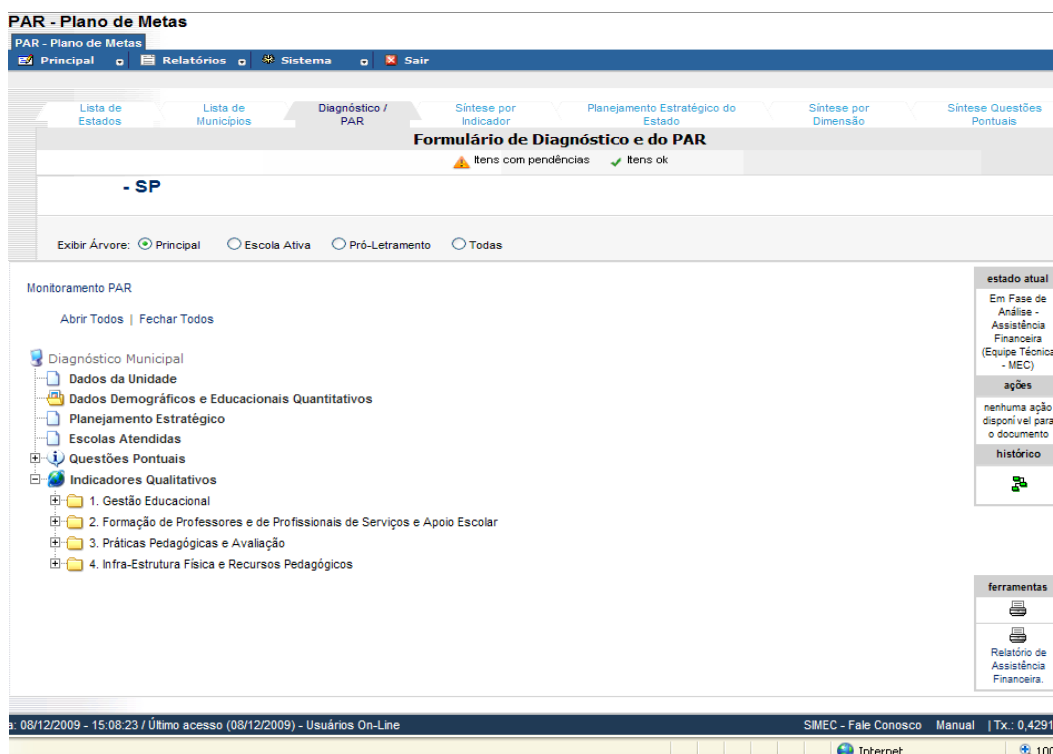 PAR - Plano de Metas
PAR - Plano de Metas
Principal Relatórios Sistema Sair
Lista de Estados
Lista de Municípios
Diagnóstico / PAR
Síntese por Indicador
Planejamento Estratégico do Estado
Síntese por Dimensão
Síntese Questões Pontuais
Formulário de Diagnóstico e do PAR
Itens com pendências Itens ok
- SP
Exibir Árvore: Principal Escola Ativa Pró-Letramento Todas
Monitoramento PAR
Abrir Todos | Fechar Todos
Diagnóstico Municipal
Dados da Unidade
Dados Demográficos e Educacionais Quantitativos
Planejamento Estratégico
Escolas Atendidas
Questões Pontuais
Indicadores Qualitativos
1. Gestão Educacional
2. Formação de Professores e de Profissionais de Serviços e Apoio Escolar
3. Práticas Pedagógicas e Avaliação
4. Infra-Estrutura Física e Recursos Pedagógicos
estado atual
Em Fase de
Análise -
Assistência
Financeira
(Equipe Técnica
- MEC)
ações
nenhuma ação
disponível para
o documento
histórico
ferramentas
Relatório de
Assistência
Financeira.
a: 08/12/2009 - 15:08:23 / Último acesso (08/12/2009) - Usuários On-Line SIMEC - Fale Conosco Manual | Tx.: 0,4291
Internet 100